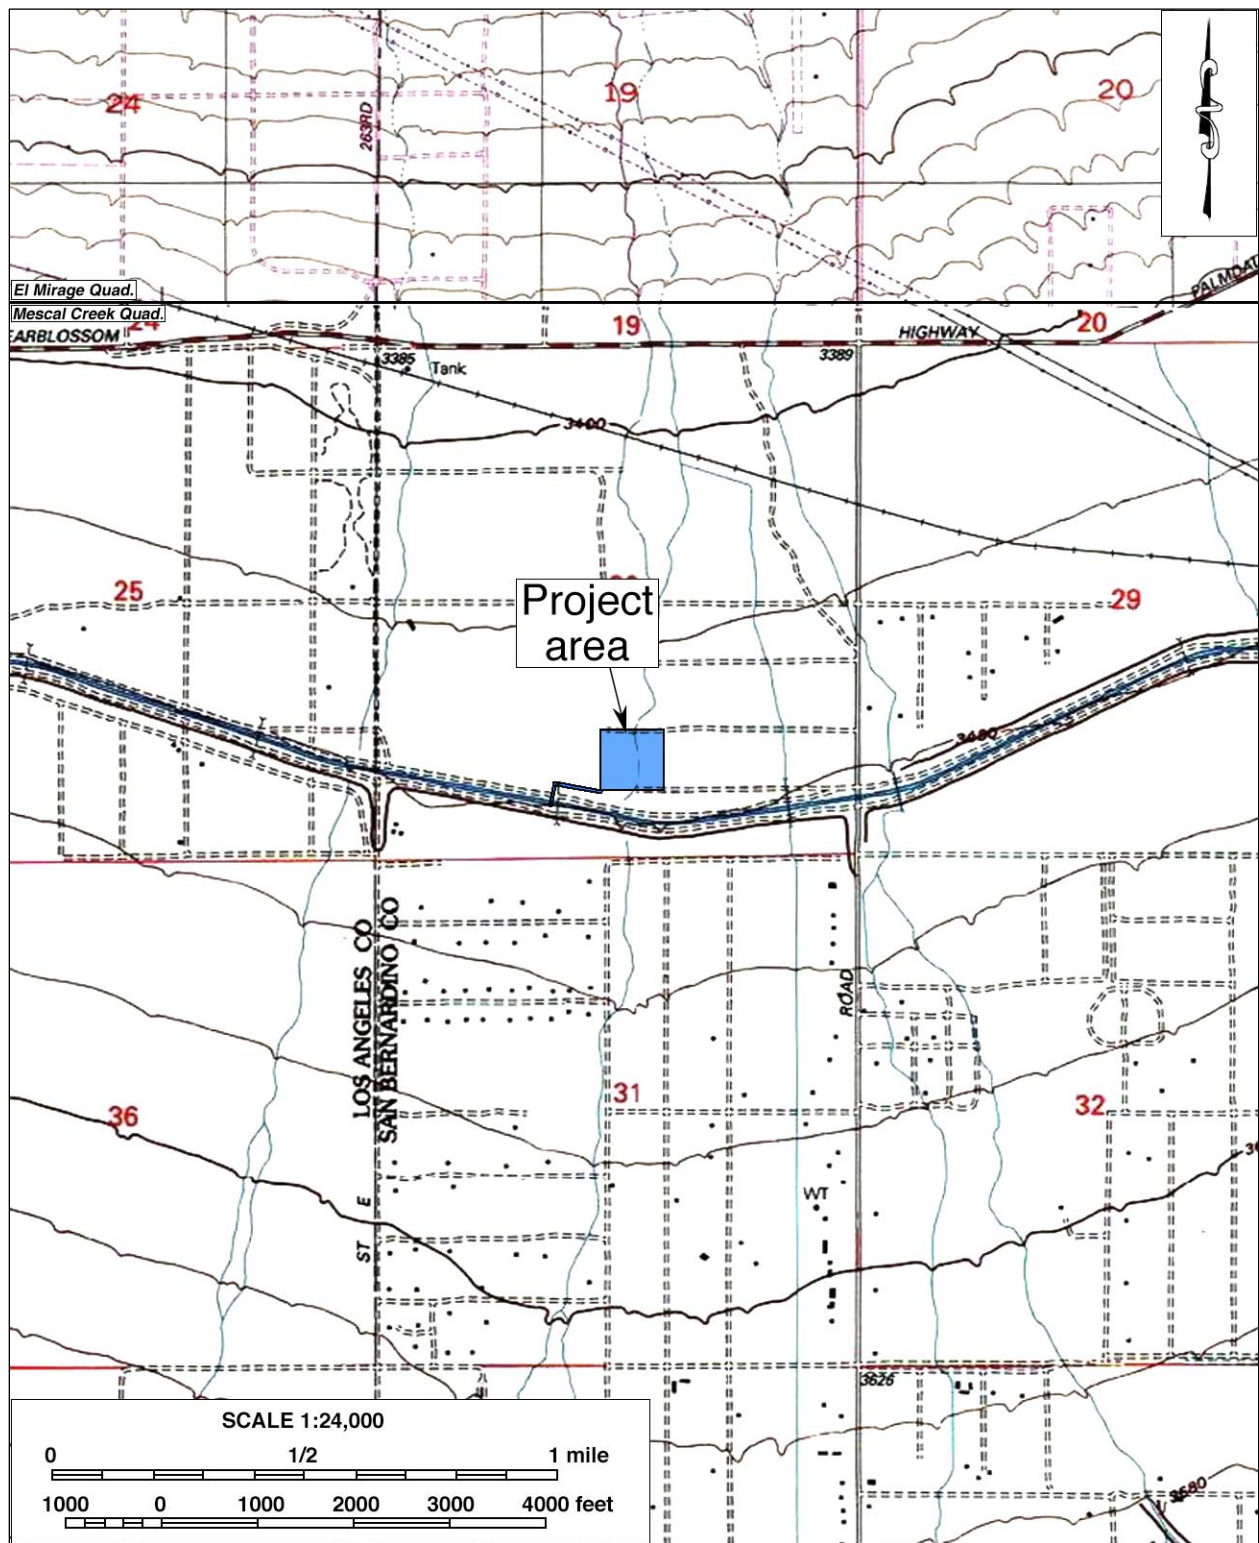 24
19
20
263RD
El Mirage Quad.
Mescal Creek Quad.
PALMDAL
24
19
20
EARBLOSSOM
HIGHWAY
3385
Tank
3389
3400
25
29
Project
area
3480
LOS ANGELES CO
SAN BERNARDINO CO
ROAD
36
31
32
WT
ST E
3626
3680
SCALE 1:24,000
0 1/2 1 mile
1000 0 1000 2000 3000 4000 feet